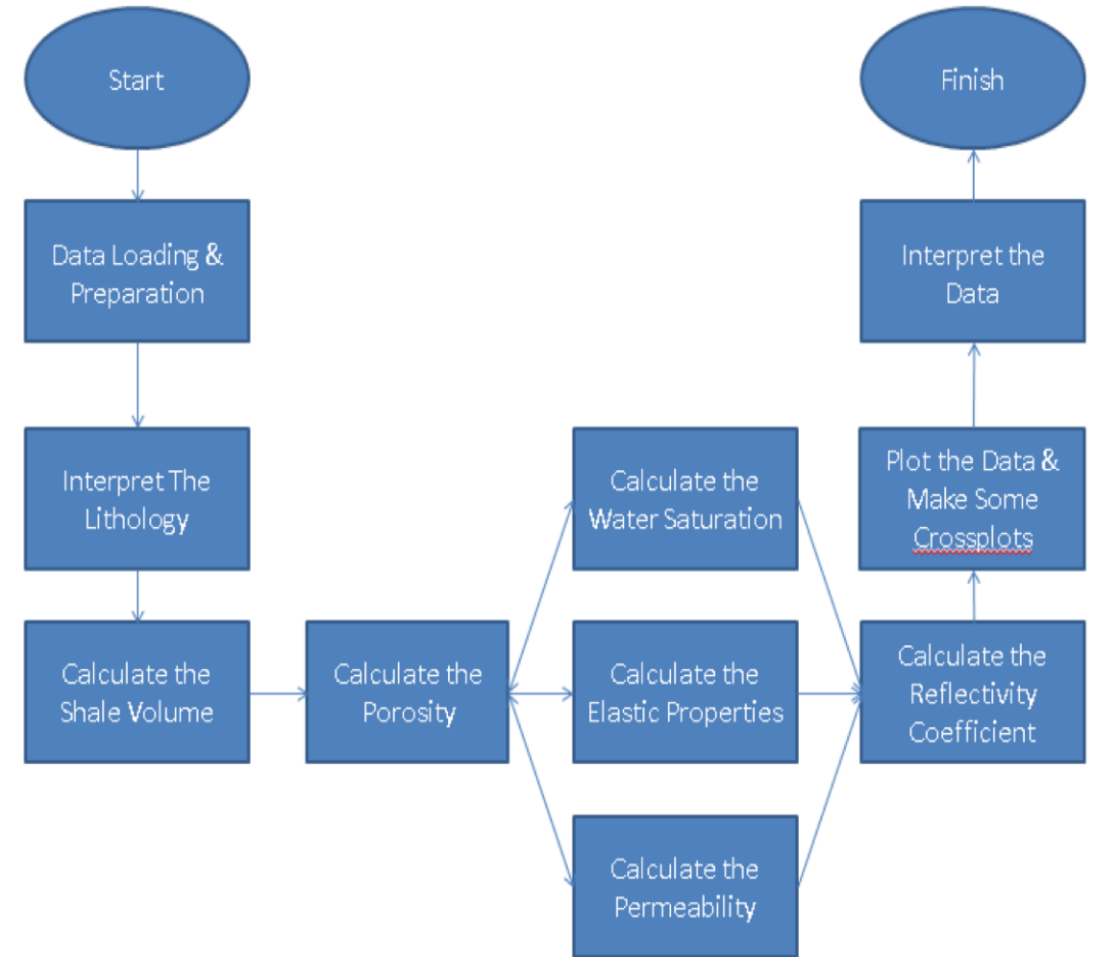 Start
Data Loading &
Preparation
Interpret The
Lithology
Calculate the
Shale Volume
Calculate the
Porosity
Calculate the
Water Saturation
Calculate the
Elastic Properties
Calculate the
Permeability
Calculate the
Reflectivity
Coefficient
Plot the Data &
Make Some
Crossplots
Interpret the
Data
Finish